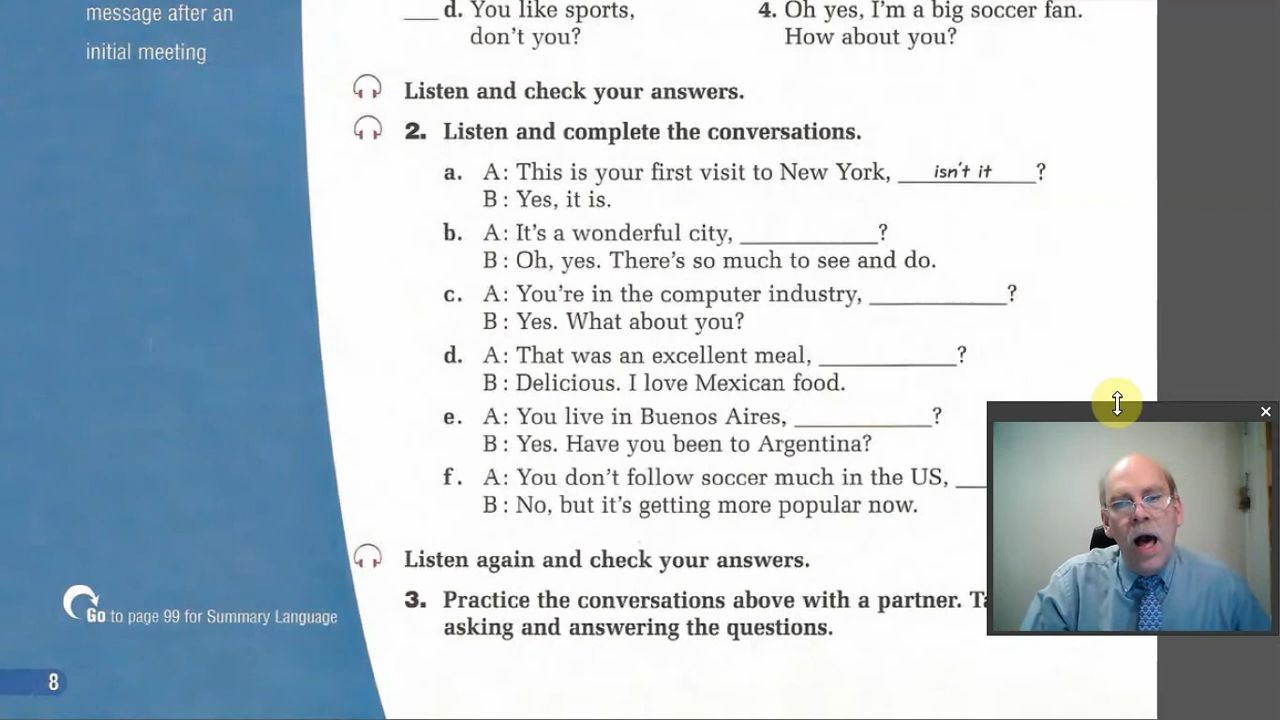 message after an
initial meeting
___ d. You like sports,
don't you?
4. Oh yes, I'm a big soccer fan.
How about you?
Listen and check your answers.
2. Listen and complete the conversations.
a. A: This is your first visit to New York, isn't it ?
B: Yes, it is.
b. A: It's a wonderful city, ___________?
B: Oh, yes. There's so much to see and do.
c. A: You're in the computer industry, ___________?
B: Yes. What about you?
d. A: That was an excellent meal, ___________?
B: Delicious. I love Mexican food.
e. A: You live in Buenos Aires, ___________?
B: Yes. Have you been to Argentina?
f. A: You don't follow soccer much in the US, ___
B: No, but it's getting more popular now.
Listen again and check your answers.
3. Practice the conversations above with a partner.
asking and answering the questions.
Go to page 99 for Summary Language
8